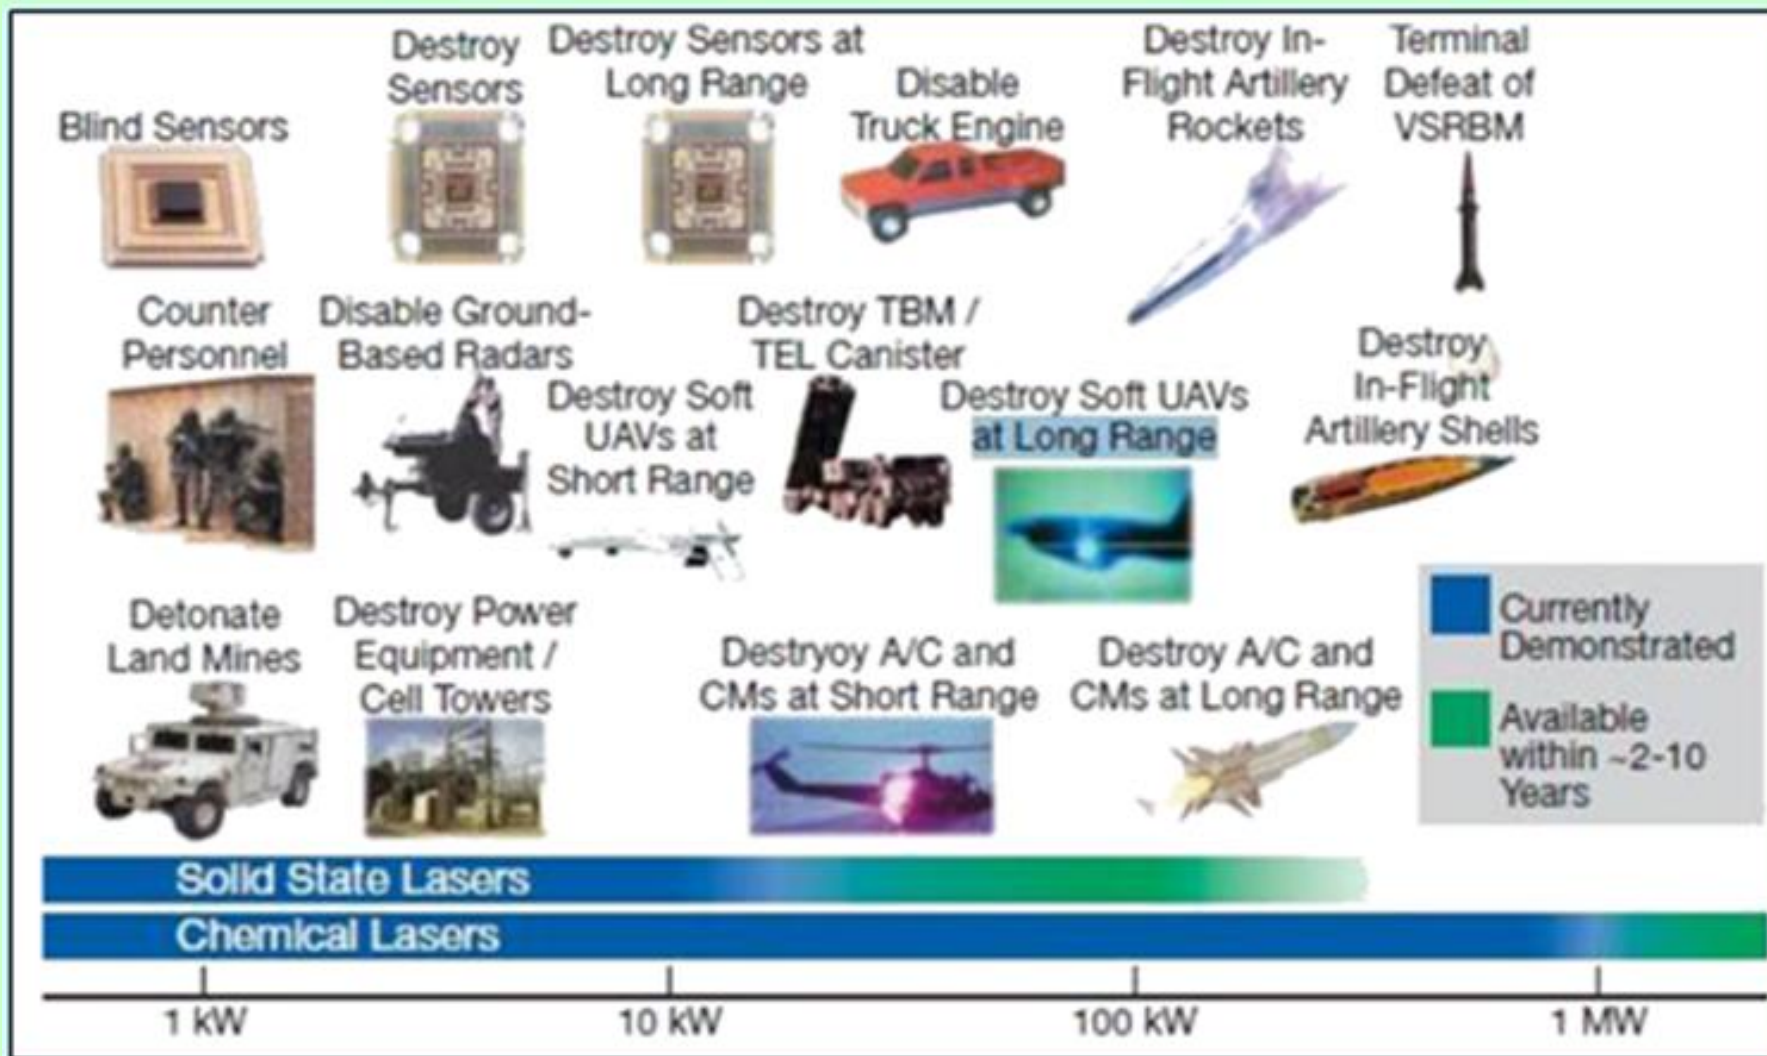 Blind Sensors
Destroy
Sensors
Destroy Sensors at
Long Range
Disable
Truck Engine
Destroy In-
Flight Artillery
Rockets
Terminal
Defeat of
VSRBM
Counter
Personnel
Disable Ground-
Based Radars
Destroy Soft
UAVs at
Short Range
Destroy TBM /
TEL Canister
Destroy Soft UAVs
at Long Range
Destroy
In-Flight
Artillery Shells
Detonate
Land Mines
Destroy Power
Equipment /
Cell Towers
Destryoy A/C and
CMs at Short Range
Destroy A/C and
CMs at Long Range
Currently
Demonstrated
Available
within ~2-10
Years
Solid State Lasers
Chemical Lasers
1 kW
10 kW
100 kW
1 MW